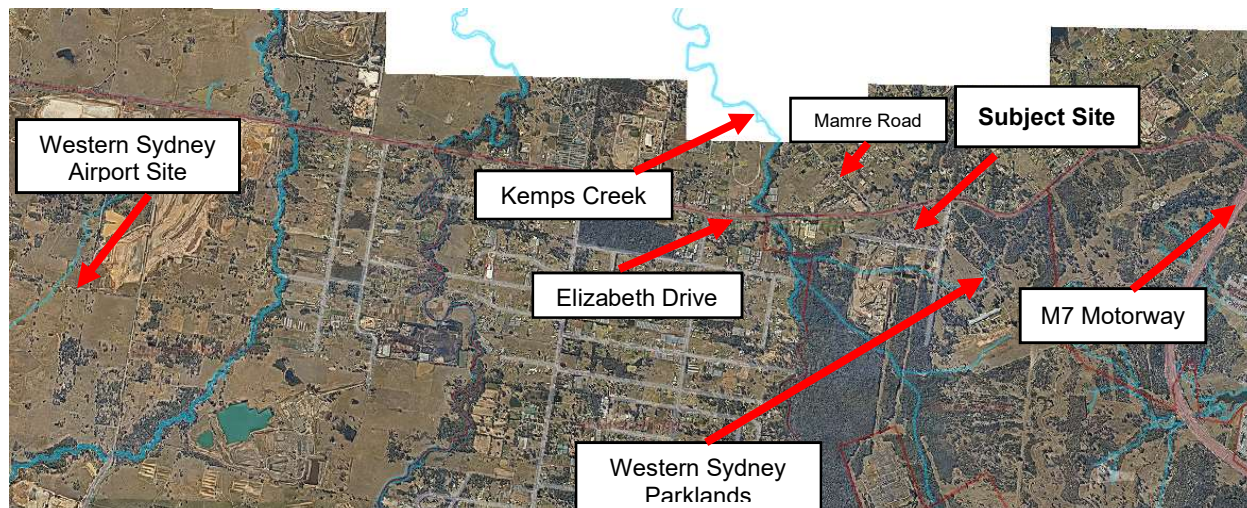 Western Sydney
Airport Site
Kemps Creek
Mamre Road
Subject Site
Elizabeth Drive
M7 Motorway
Western Sydney
Parklands